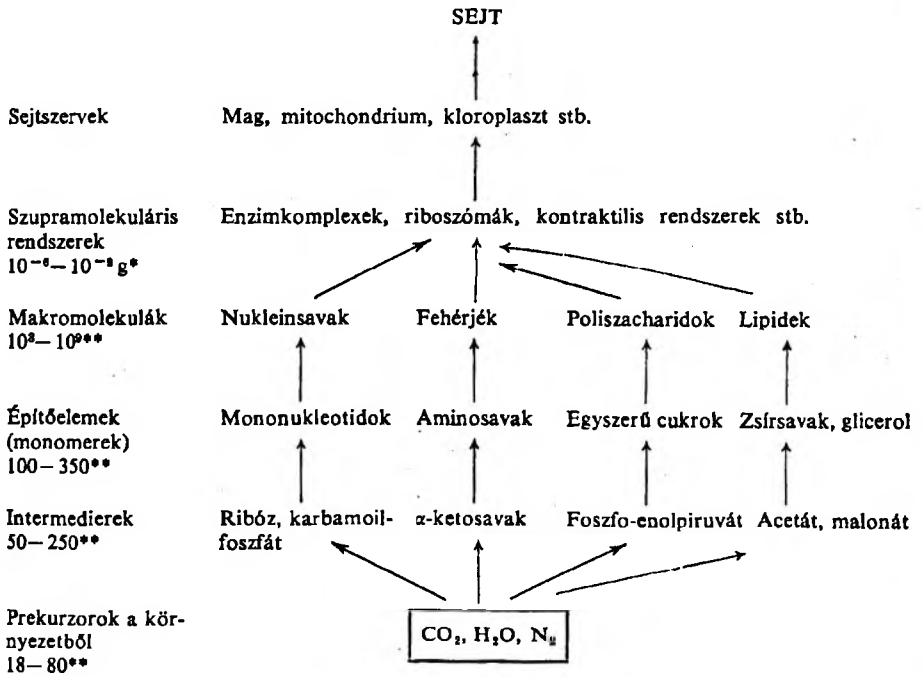 SEJT
Sejtszervek
Mag, mitochondrium, kloroplaszt stb.
Szupramolekuláris
rendszerek
10⁻⁶— 10⁻⁹ g*
Enzimkomplexek, riboszómák, kontraktilis rendszerek stb.
Makromolekulák
10³— 10⁹**
Nukleinsavak
Fehérjék
Poliszacharidok
Lipidek
Építőelemek
(monomerek)
100— 350**
Mononukleotidok
Aminosavak
Egyszerű cukrok
Zsírsavak, glicerol
Intermedierek
50— 250**
Ribóz, karbamoil-
foszfát
α-ketosavak
Foszfo-enolpiruvát
Acetát, malonát
Prekurzorok a kör-
nyezetből
18— 80**
CO₂, H₂O, N₂